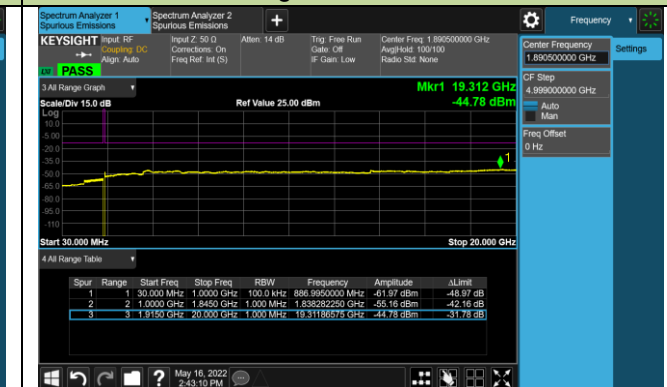 Spectrum Analyzer 1
Spurious Emissions
Spectrum Analyzer 2
Spurious Emissions
+
Frequency
KEYSIGHT
Input: RF
Coupling: DC
Align: Auto
Input Z: 50 Ω
Corrections: On
Freq Ref: Int (S)
Atten: 14 dB
Trig: Free Run
Gate: Off
IF Gain: Low
Center Freq: 1.890500000 GHz
Avg|Hold: 100/100
Radio Std: None
PASS
Center Frequency
1.890500000 GHz
Settings
CF Step
4.999000000 GHz
Auto
Man
Freq Offset
0 Hz
3 All Range Graph
Mkr1 19.312 GHz
Scale/Div 15.0 dB
Ref Value 25.00 dBm
-44.78 dBm
Log
10.0
-5.00
-20.0
-35.0
-50.0
-65.0
-80.0
-95.0
-110
1
Start 30.000 MHz
Stop 20.000 GHz
4 All Range Table
Spur Range Start Freq Stop Freq RBW Frequency Amplitude ΔLimit
1 1 30.000 MHz 1.0000 GHz 100.0 kHz 886.9950000 MHz -61.97 dBm -48.97 dB
2 2 1.0000 GHz 1.8450 GHz 1.000 MHz 1.838282250 GHz -55.16 dBm -42.16 dB
3 3 1.9150 GHz 20.000 GHz 1.000 MHz 19.31186575 GHz -44.78 dBm -31.78 dB
?
May 16, 2022
2:43:10 PM